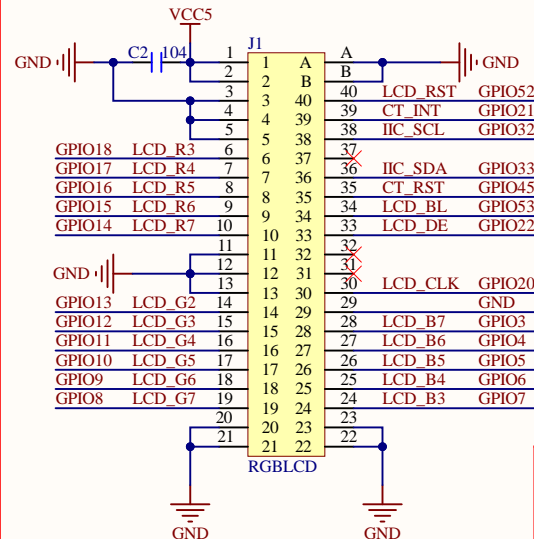 VCC5
C2 104 J1
GND 1 1 A A GND
2 2 B B
3 3 40 40 LCD_RST GPIO52
4 4 39 39 CT_INT GPIO21
5 5 38 38 IIC_SCL GPIO32
GPIO18 LCD_R3 6 6 37 37
GPIO17 LCD_R4 7 7 36 36 IIC_SDA GPIO33
GPIO16 LCD_R5 8 8 35 35 CT_RST GPIO45
GPIO15 LCD_R6 9 9 34 34 LCD_BL GPIO53
GPIO14 LCD_R7 10 10 33 33 LCD_DE GPIO22
11 11 32 32
GND 12 12 31 31
13 13 30 30 LCD_CLK GPIO20
GPIO13 LCD_G2 14 14 29 29 GND
GPIO12 LCD_G3 15 15 28 28 LCD_B7 GPIO3
GPIO11 LCD_G4 16 16 27 27 LCD_B6 GPIO4
GPIO10 LCD_G5 17 17 26 26 LCD_B5 GPIO5
GPIO9 LCD_G6 18 18 25 25 LCD_B4 GPIO6
GPIO8 LCD_G7 19 19 24 24 LCD_B3 GPIO7
20 20 23 23
21 21 22 22
RGBLCD
GND GND